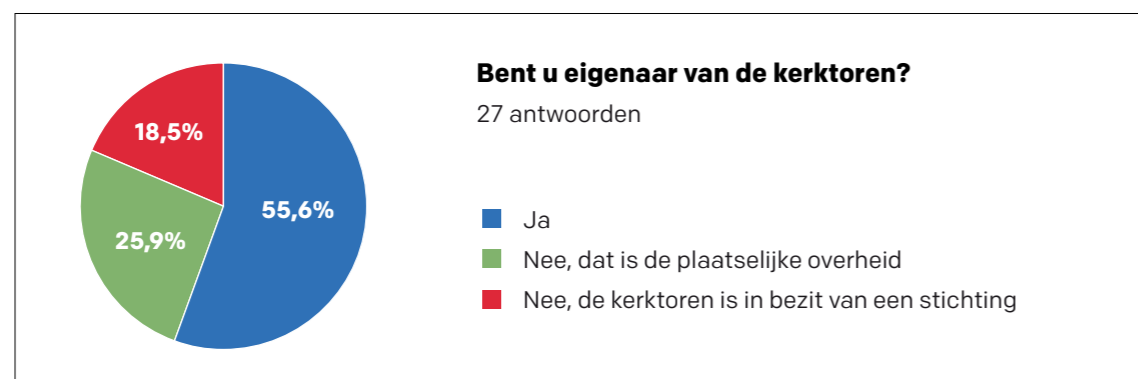 Bent u eigenaar van de kerktoren?
27 antwoorden
18,5%
55,6%
25,9%
Ja
Nee, dat is de plaatselijke overheid
Nee, de kerktoren is in bezit van een stichting